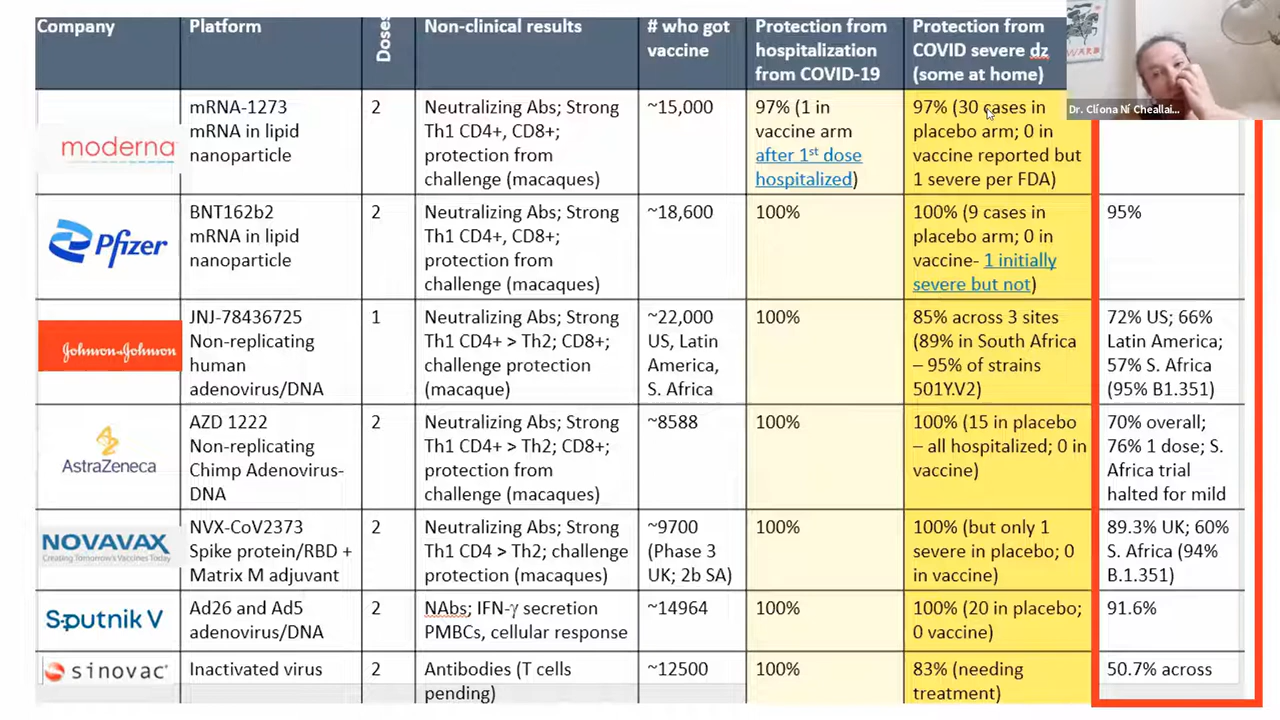 Company
Platform
Doses
Non-clinical results
# who got
vaccine
Protection from
hospitalization
from COVID-19
Protection from
COVID severe dz
(some at home)
WARB
Dr. Clíona Ní Cheallai...
moderna
mRNA-1273
mRNA in lipid
nanoparticle
2
Neutralizing Abs; Strong
Th1 CD4+, CD8+;
protection from
challenge (macaques)
~15,000
97% (1 in
vaccine arm
after 1st dose
hospitalized)
97% (30 cases in
placebo arm; 0 in
vaccine reported but
1 severe per FDA)
Pfizer
BNT162b2
mRNA in lipid
nanoparticle
2
Neutralizing Abs; Strong
Th1 CD4+, CD8+;
protection from
challenge (macaques)
~18,600
100%
100% (9 cases in
placebo arm; 0 in
vaccine- 1 initially
severe but not)
95%
Johnson & Johnson
JNJ-78436725
Non-replicating
human
adenovirus/DNA
1
Neutralizing Abs; Strong
Th1 CD4+ > Th2; CD8+;
challenge protection
(macaque)
~22,000
US, Latin
America,
S. Africa
100%
85% across 3 sites
(89% in South Africa
– 95% of strains
501Y.V2)
72% US; 66%
Latin America;
57% S. Africa
(95% B1.351)
AstraZeneca
AZD 1222
Non-replicating
Chimp Adenovirus-
DNA
2
Neutralizing Abs; Strong
Th1 CD4+ > Th2; CD8+;
protection from
challenge (macaques)
~8588
100%
100% (15 in placebo
– all hospitalized; 0 in
vaccine)
70% overall;
76% 1 dose; S.
Africa trial
halted for mild
NOVAVAX
Creating Tomorrow's Vaccines Today
NVX-CoV2373
Spike protein/RBD +
Matrix M adjuvant
2
Neutralizing Abs; Strong
Th1 CD4 > Th2; challenge
protection (macaques)
~9700
(Phase 3
UK; 2b SA)
100%
100% (but only 1
severe in placebo; 0
in vaccine)
89.3% UK; 60%
S. Africa (94%
B.1.351)
Sputnik V
Ad26 and Ad5
adenovirus/DNA
2
NAbs; IFN-γ secretion
PMBCs, cellular response
~14964
100%
100% (20 in placebo;
0 vaccine)
91.6%
sinovac
Inactivated virus
2
Antibodies (T cells
pending)
~12500
100%
83% (needing
treatment)
50.7% across